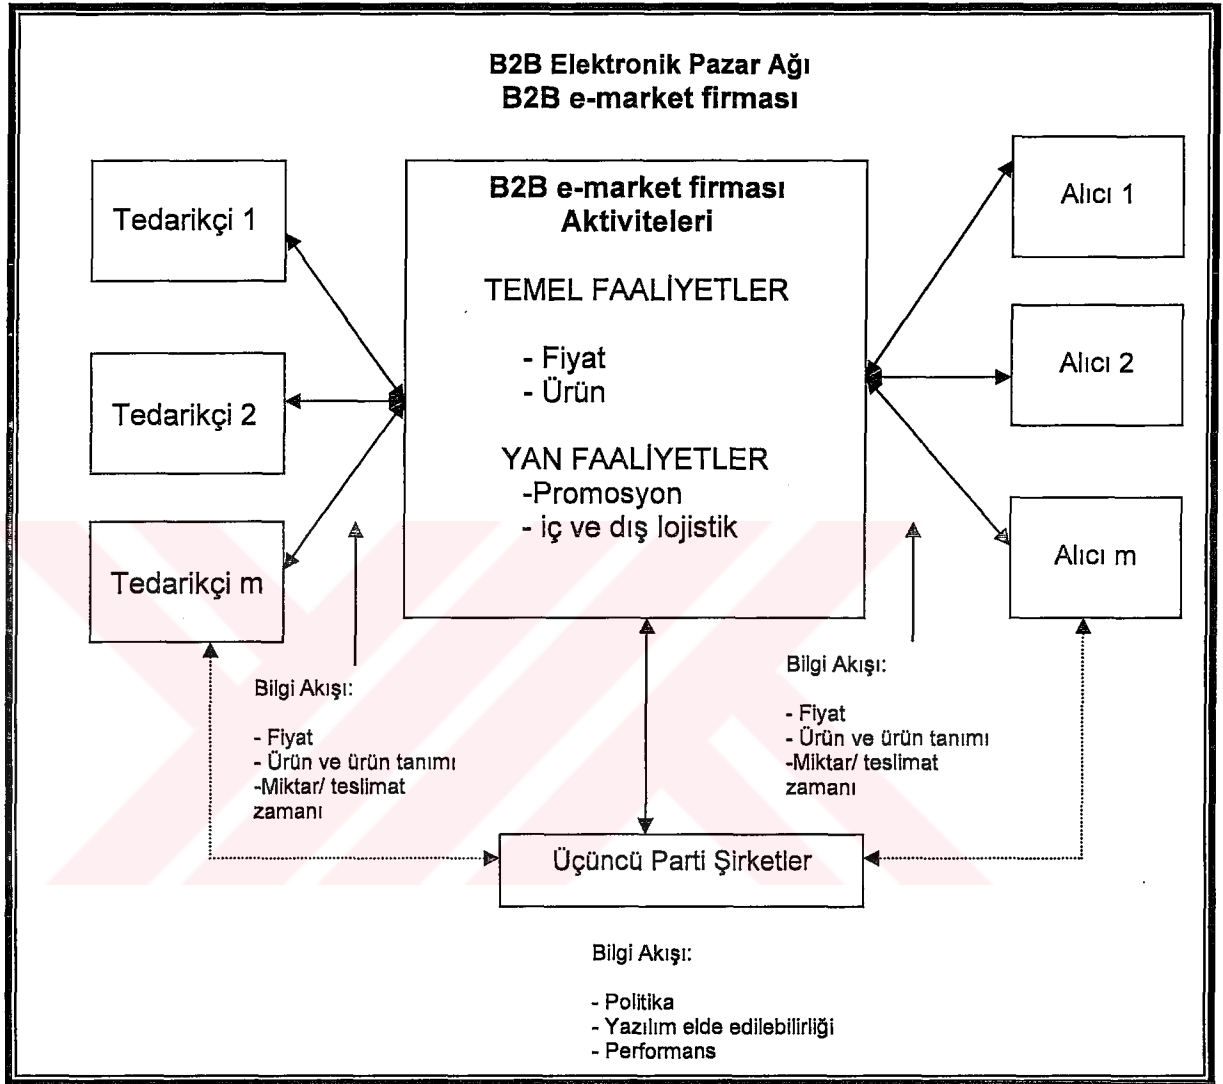 B2B Elektronik Pazar Ağı
B2B e-market firması
Tedarikçi 1
Tedarikçi 2
Tedarikçi m
B2B e-market firması
Aktiviteleri
TEMEL FAALİYETLER
- Fiyat
- Ürün
YAN FAALİYETLER
-Promosyon
- iç ve dış lojistik
Alıcı 1
Alıcı 2
Alıcı m
Bilgi Akışı:
- Fiyat
- Ürün ve ürün tanımı
-Miktar/ teslimat
zamanı
Bilgi Akışı:
- Fiyat
- Ürün ve ürün tanımı
-Miktar/ teslimat
zamanı
Üçüncü Parti Şirketler
Bilgi Akışı:
- Politika
- Yazılım elde edilebilirliği
- Performans